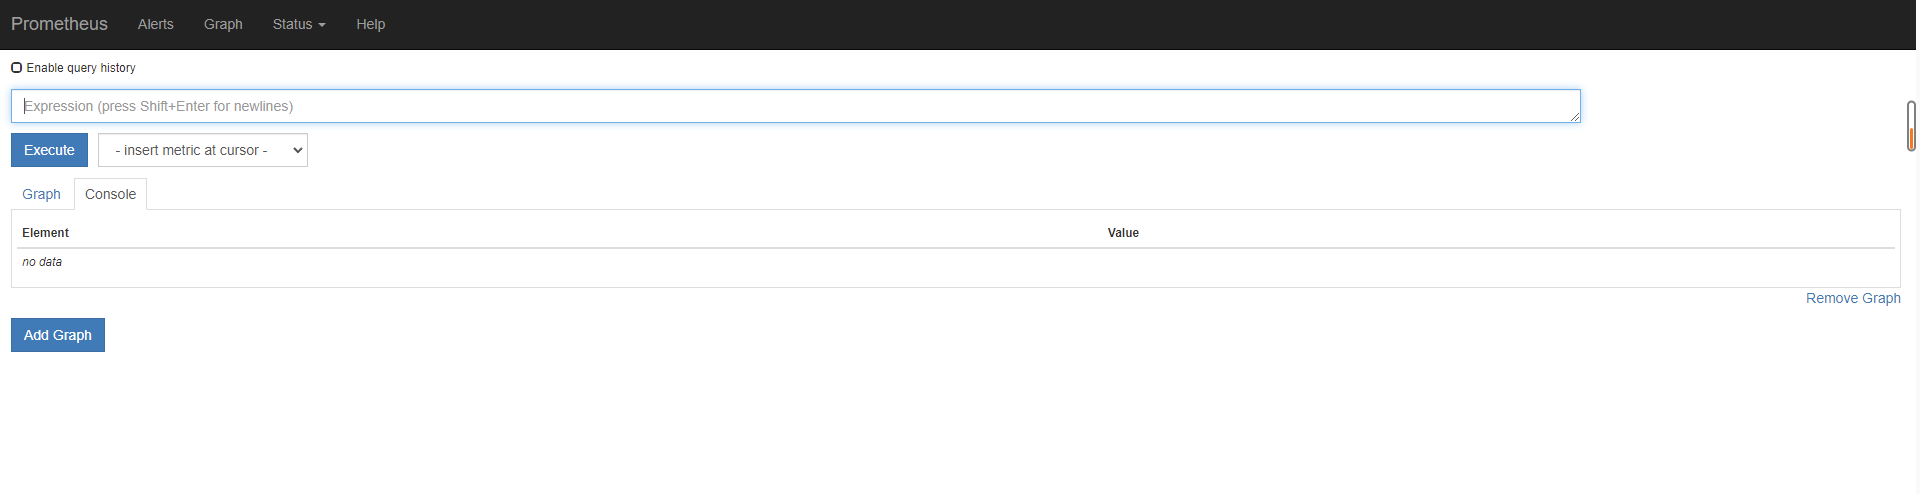 Prometheus Alerts Graph Status Help
Enable query history
Expression (press Shift+Enter for newlines)
Execute - insert metric at cursor -
Graph Console
Element Value
no data
Remove Graph
Add Graph